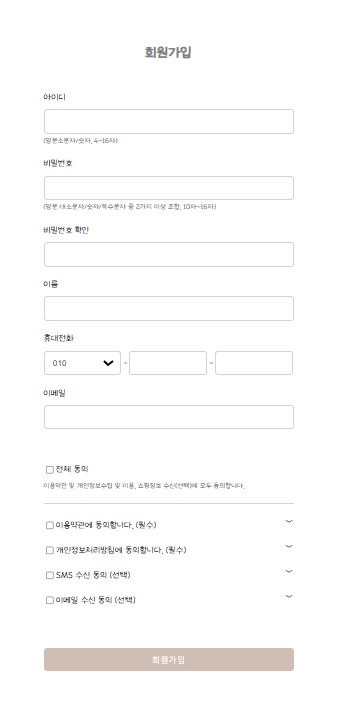 회원가입
아이디
(영문소문자/숫자, 4~16자)
비밀번호
(영문 대소문자/숫자/특수문자 중 2가지 이상 조합, 10자~16자)
비밀번호 확인
이름
휴대전화
010 - -
이메일
전체 동의
이용약관 및 개인정보수집 및 이용, 쇼핑정보 수신(선택)에 모두 동의합니다.
이용약관에 동의합니다. (필수)
개인정보처리방침에 동의합니다. (필수)
SMS 수신 동의 (선택)
이메일 수신 동의 (선택)
회원가입